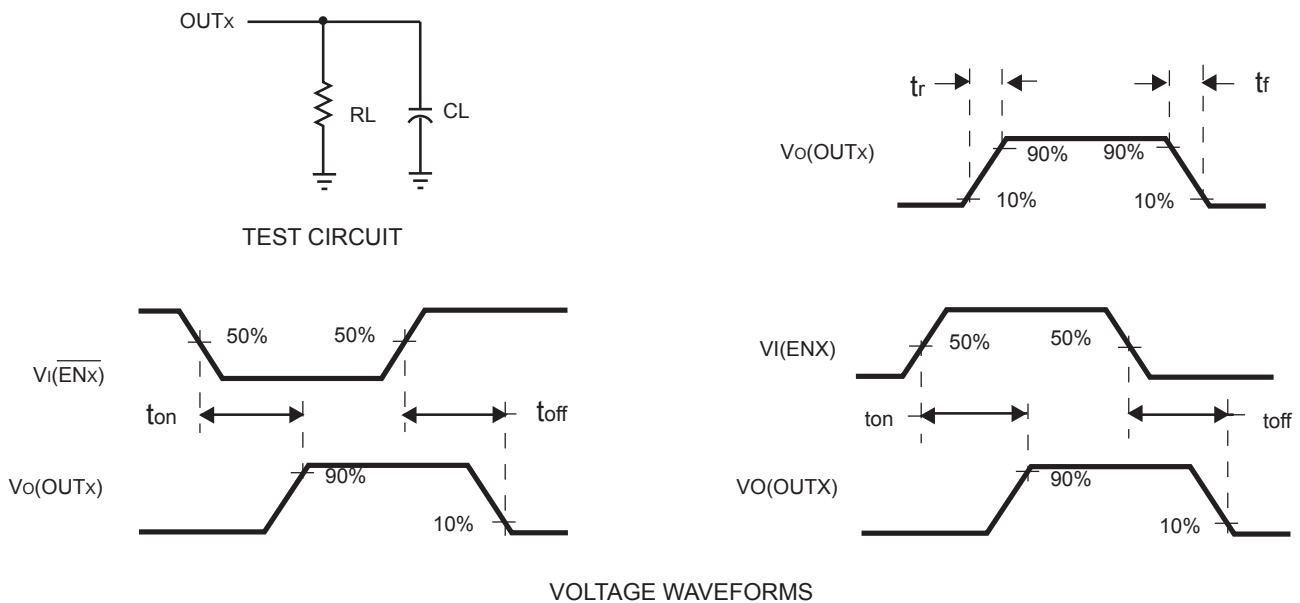 OUTx
RL
CL
TEST CIRCUIT
tr
tf
VO(OUTx)
90%
90%
10%
10%
VI(E̅N̅x̅)
50%
50%
ton
toff
VO(OUTx)
90%
10%
VI(ENX)
50%
50%
ton
toff
VO(OUTX)
90%
10%
VOLTAGE WAVEFORMS